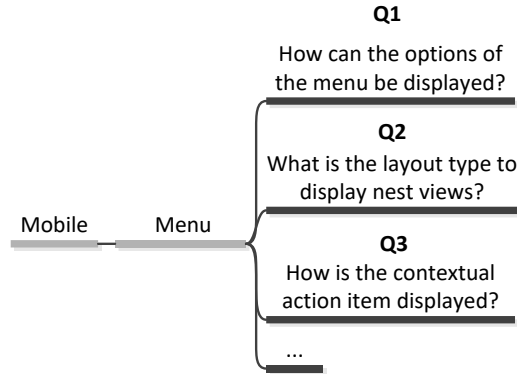 Q1
How can the options of
the menu be displayed?
Q2
What is the layout type to
display nest views?
Mobile
Menu
Q3
How is the contextual
action item displayed?
...